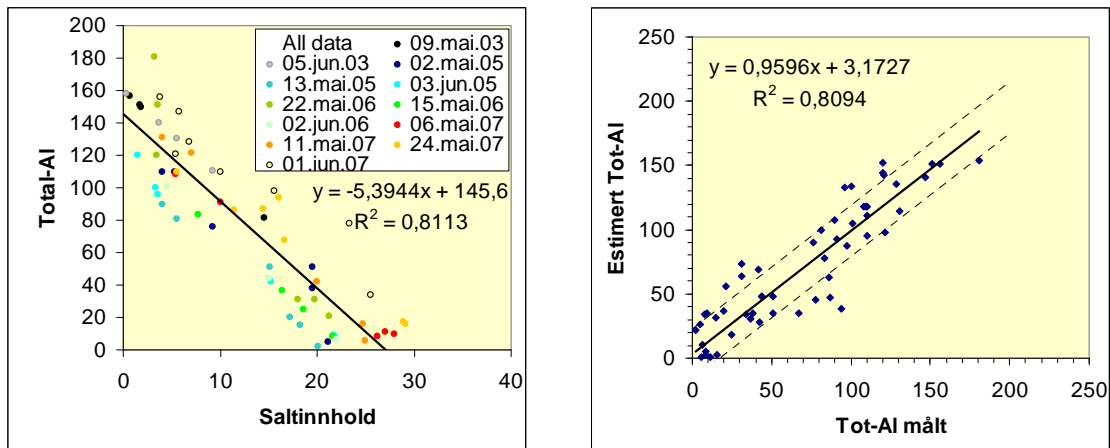 200
180
160
140
120
100
80
60
40
20
0
Total-Al
All data 09.mai.03
05.jun.03 02.mai.05
13.mai.05 03.jun.05
22.mai.06 15.mai.06
02.jun.06 06.mai.07
11.mai.07 24.mai.07
01.jun.07
y = -5,3944x + 145,6
R² = 0,8113
0 10 20 30 40
Saltinnhold
250
200
150
100
50
0
Estimert Tot-Al
y = 0,9596x + 3,1727
R² = 0,8094
0 50 100 150 200 250
Tot-Al målt